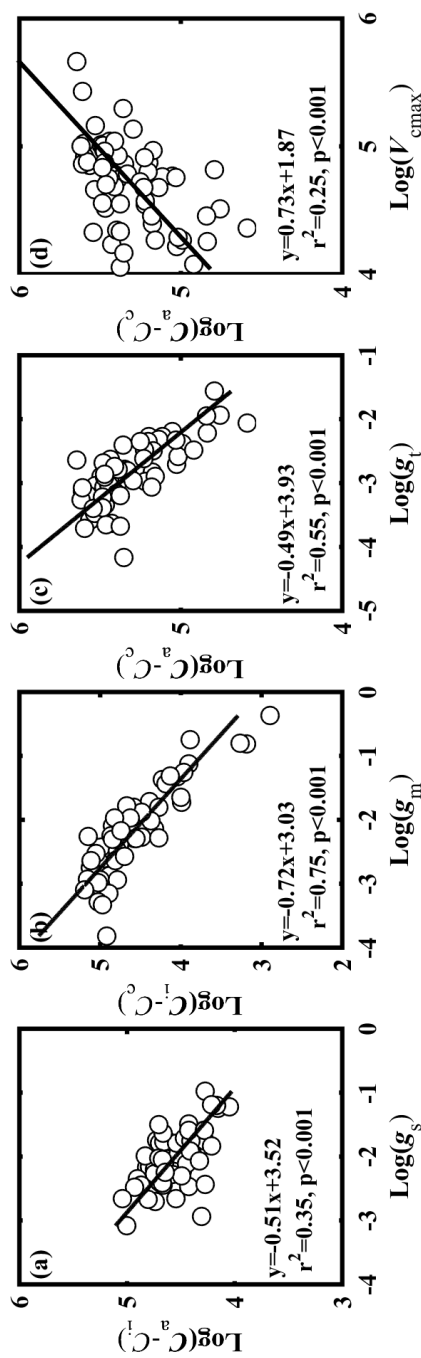 (a)
Log(Cₐ-Cᵢ)
6
5
4
3
y=-0.51x+3.52
r²=0.35, p<0.001
-4 -3 -2 -1 0
Log(gₛ)
(b)
Log(Cᵢ-C꜀)
6
5
4
3
2
y=-0.72x+3.03
r²=0.75, p<0.001
-4 -3 -2 -1 0
Log(gₘ)
(c)
Log(Cₐ-C꜀)
6
5
4
y=-0.49x+3.93
r²=0.55, p<0.001
-5 -4 -3 -2 -1
Log(gₜ)
(d)
Log(Cₐ-C꜀)
6
5
4
y=0.73x+1.87
r²=0.25, p<0.001
4 5 6
Log(Vcmax)